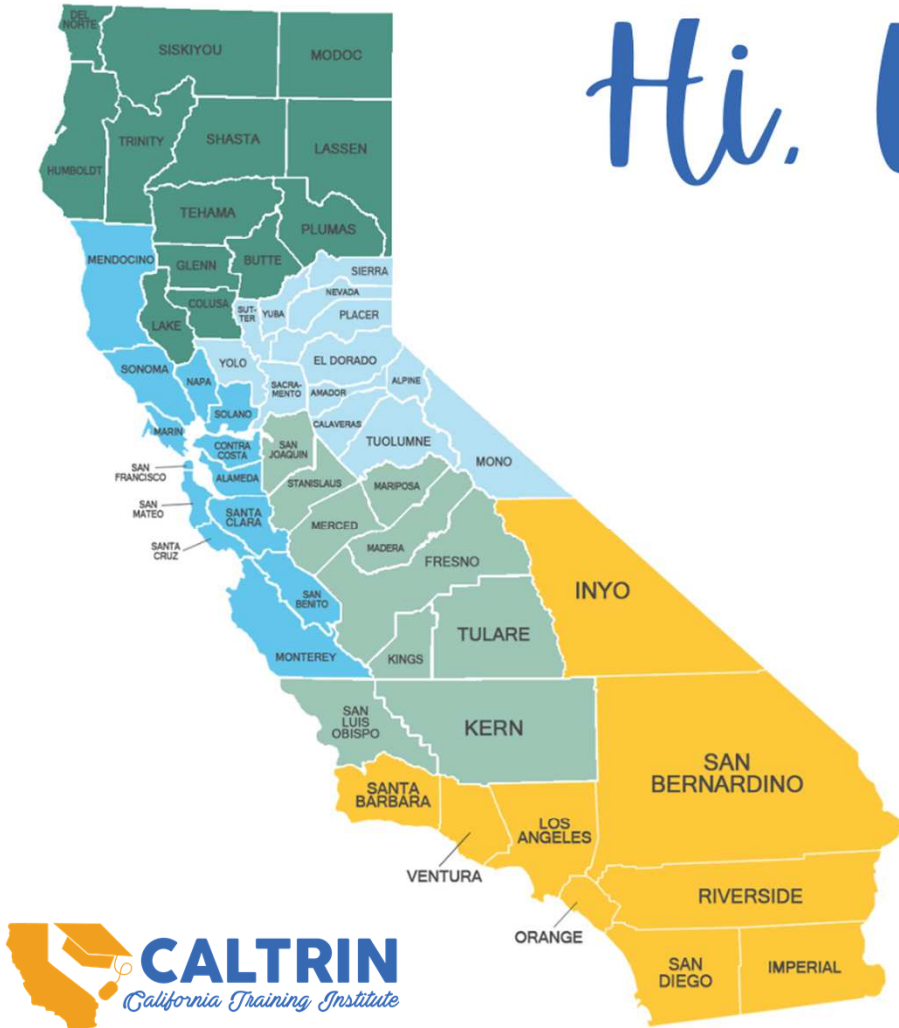 Hi,
DEL
NORTE
SISKIYOU
MODOC
HUMBOLDT
TRINITY
SHASTA
LASSEN
TEHAMA
PLUMAS
MENDOCINO
GLENN
BUTTE
SIERRA
NEVADA
COLUSA
LAKE
SUT-
TER
YUBA
PLACER
SONOMA
NAPA
YOLO
EL DORADO
SACRA-
MENTO
AMADOR
ALPINE
SOLANO
CALAVERAS
MARIN
CONTRA
COSTA
SAN
JOAQUIN
TUOLUMNE
MONO
SAN
FRANCISCO
ALAMEDA
STANISLAUS
MARIPOSA
SAN
MATEO
SANTA
CLARA
MERCED
SANTA
CRUZ
MADERA
FRESNO
SAN
BENITO
INYO
MONTEREY
KINGS
TULARE
SAN
LUIS
OBISPO
KERN
SANTA
BARBARA
SAN
BERNARDINO
VENTURA
LOS
ANGELES
RIVERSIDE
ORANGE
SAN
DIEGO
IMPERIAL
CALTRIN
California Training Institute